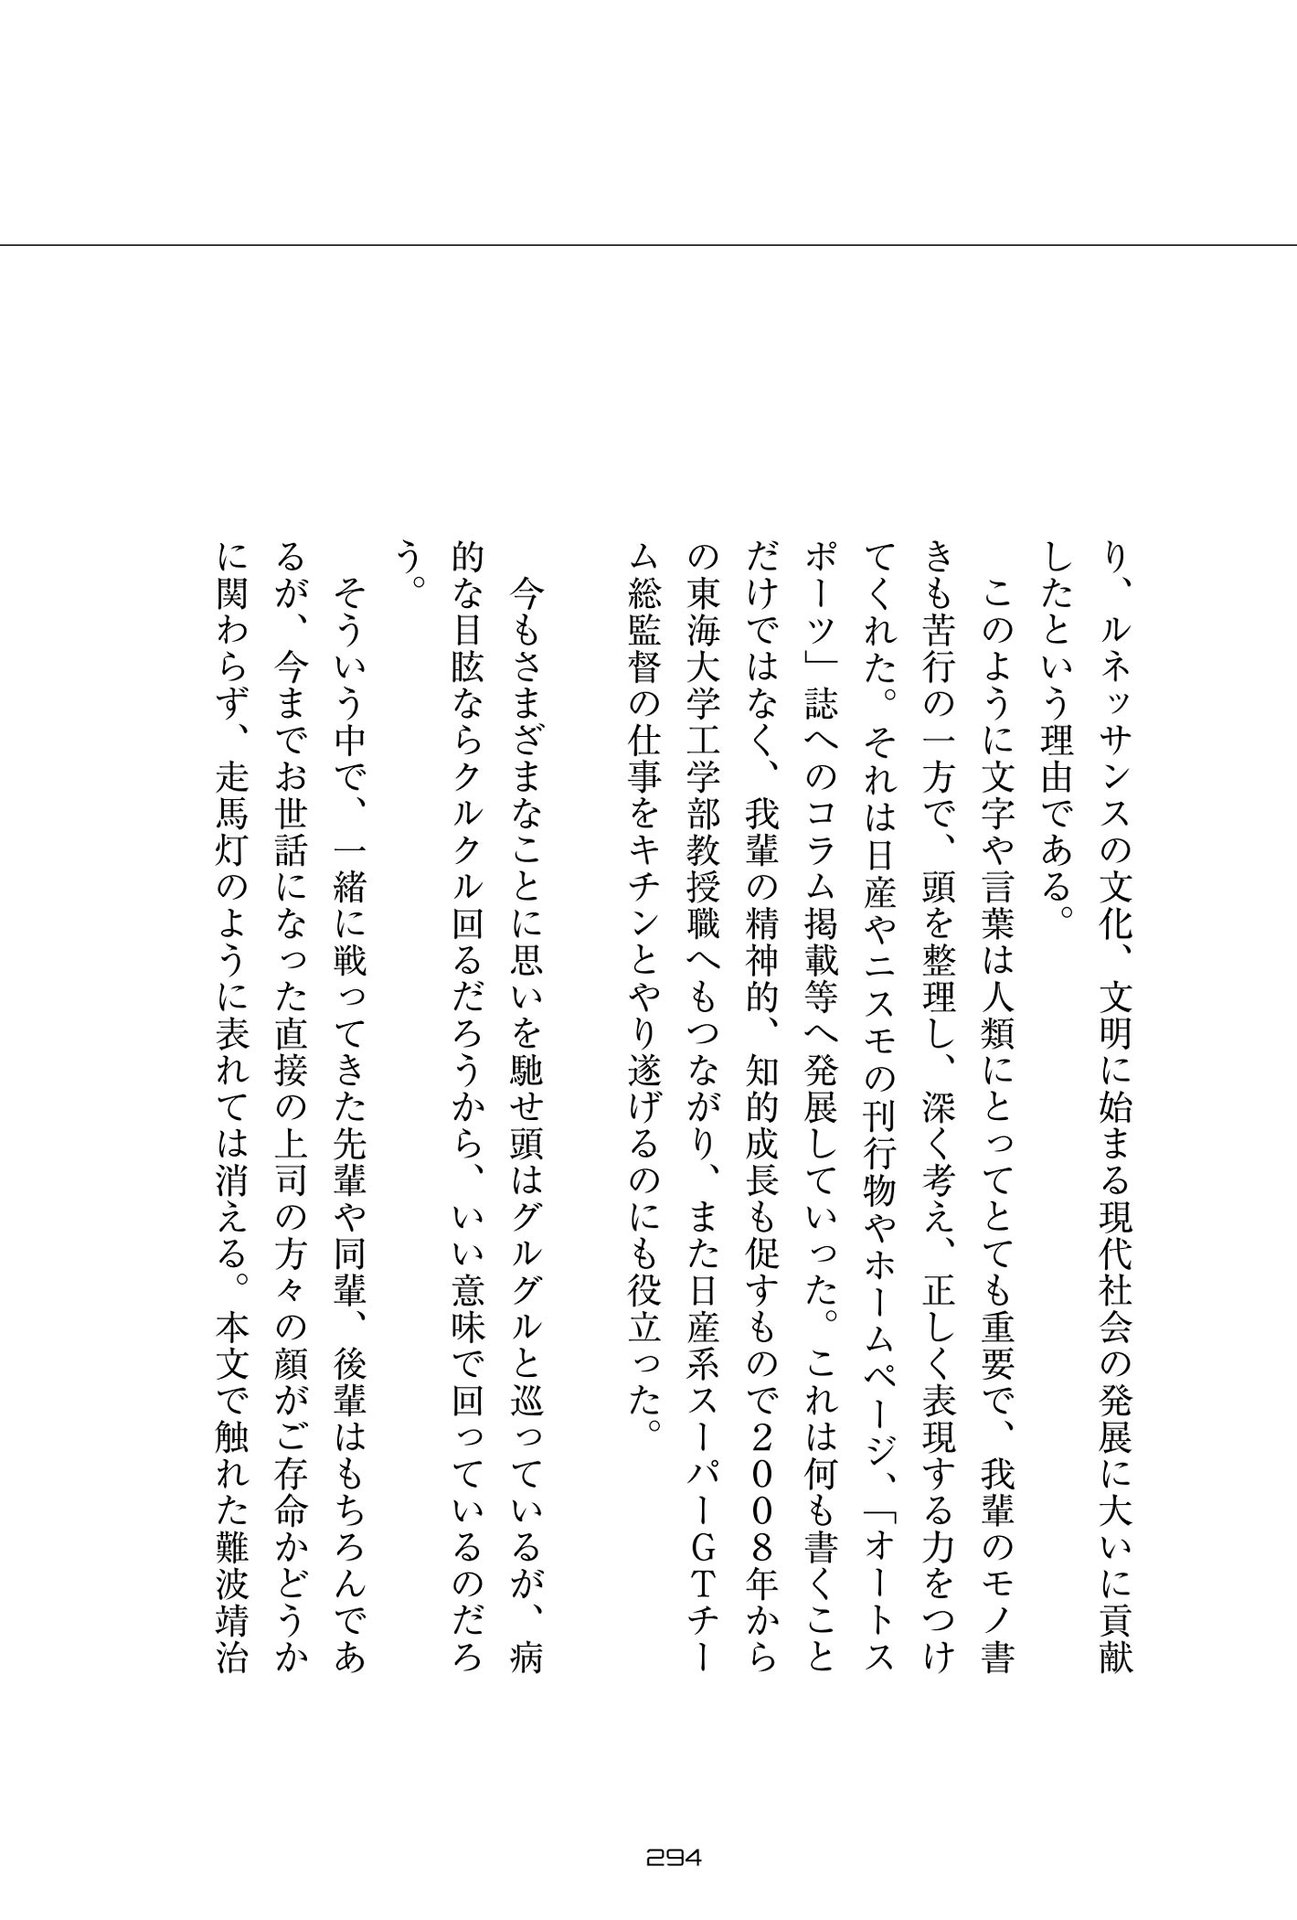 り、ルネッサンスの文化、文明に始まる現代社会の発展に大いに貢献
したという理由である。
　このように文字や言葉は人類にとってとても重要で、我輩のモノ書
きも苦行の一方で、頭を整理し、深く考え、正しく表現する力をつけ
てくれた。それは日産やニスモの刊行物やホームページ、「オートス
ポーツ」誌へのコラム掲載等へ発展していった。これは何も書くこと
だけではなく、我輩の精神的、知的成長も促すもので２００８年から
の東海大学工学部教授職へもつながり、また日産系スーパーＧＴチー
ム総監督の仕事をキチンとやり遂げるのにも役立った。
　今もさまざまなことに思いを馳せ頭はグルグルと巡っているが、病
的な目眩ならクルクル回るだろうから、いい意味で回っているのだろ
う。
　そういう中で、一緒に戦ってきた先輩や同輩、後輩はもちろんであ
るが、今までお世話になった直接の上司の方々の顔がご存命かどうか
に関わらず、走馬灯のように表れては消える。本文で触れた難波靖治
294